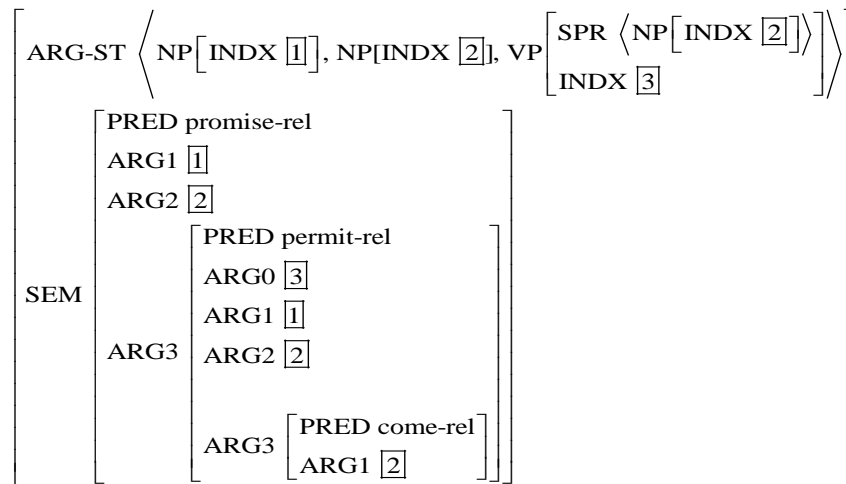 ARG-ST ⟨ NP[INDX 1], NP[INDX 2], VP[SPR ⟨NP[INDX 2]⟩
INDX 3]⟩
PRED promise-rel
ARG1 1
ARG2 2
PRED permit-rel
ARG0 3
SEM
ARG1 1
ARG3
ARG2 2
ARG3
PRED come-rel
ARG1 2